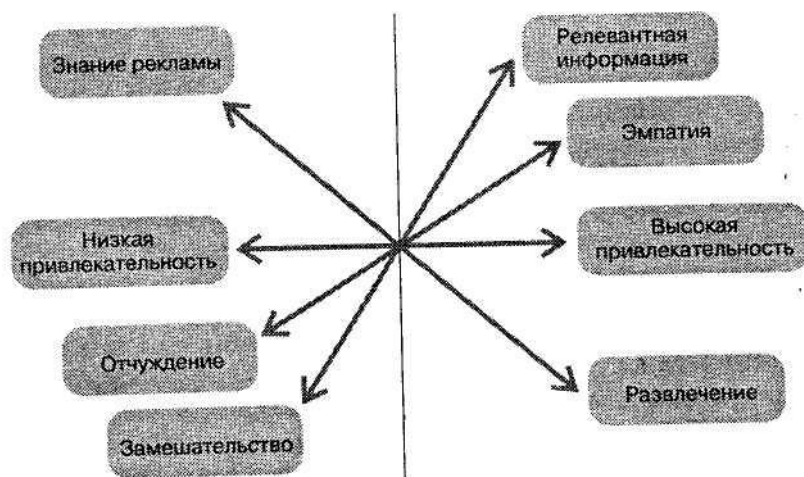 Знание рекламы
Релевантная
информация
Эмпатия
Низкая
привлекательность
Высокая
привлекательность
Отчуждение
Развлечение
Замешательство